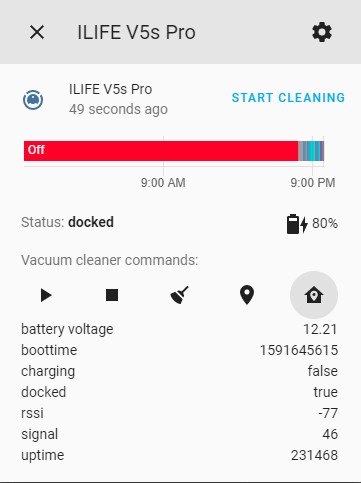 ILIFE V5s Pro
ILIFE V5s Pro
49 seconds ago
START CLEANING
Off
9:00 AM 9:00 PM
Status: docked 80%
Vacuum cleaner commands:
battery voltage 12.21
boottime 1591645615
charging false
docked true
rssi -77
signal 46
uptime 231468